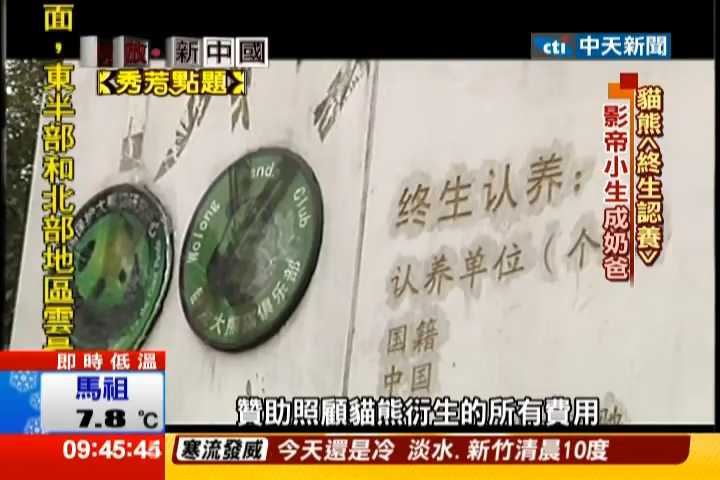 面，東半部和北部地區雲
放·新中國
秀芳點題
cti 中天新聞
貓熊<終生認養>
影帝小生成奶爸
Wolong
and
Club
大熊猫俱乐部
终生认养：
认养单位（个
国籍
中国
贊助照顧貓熊衍生的所有費用
即時低溫
馬祖
7.8 ℃
09:45:44
寒流發威 今天還是冷 淡水.新竹清晨10度